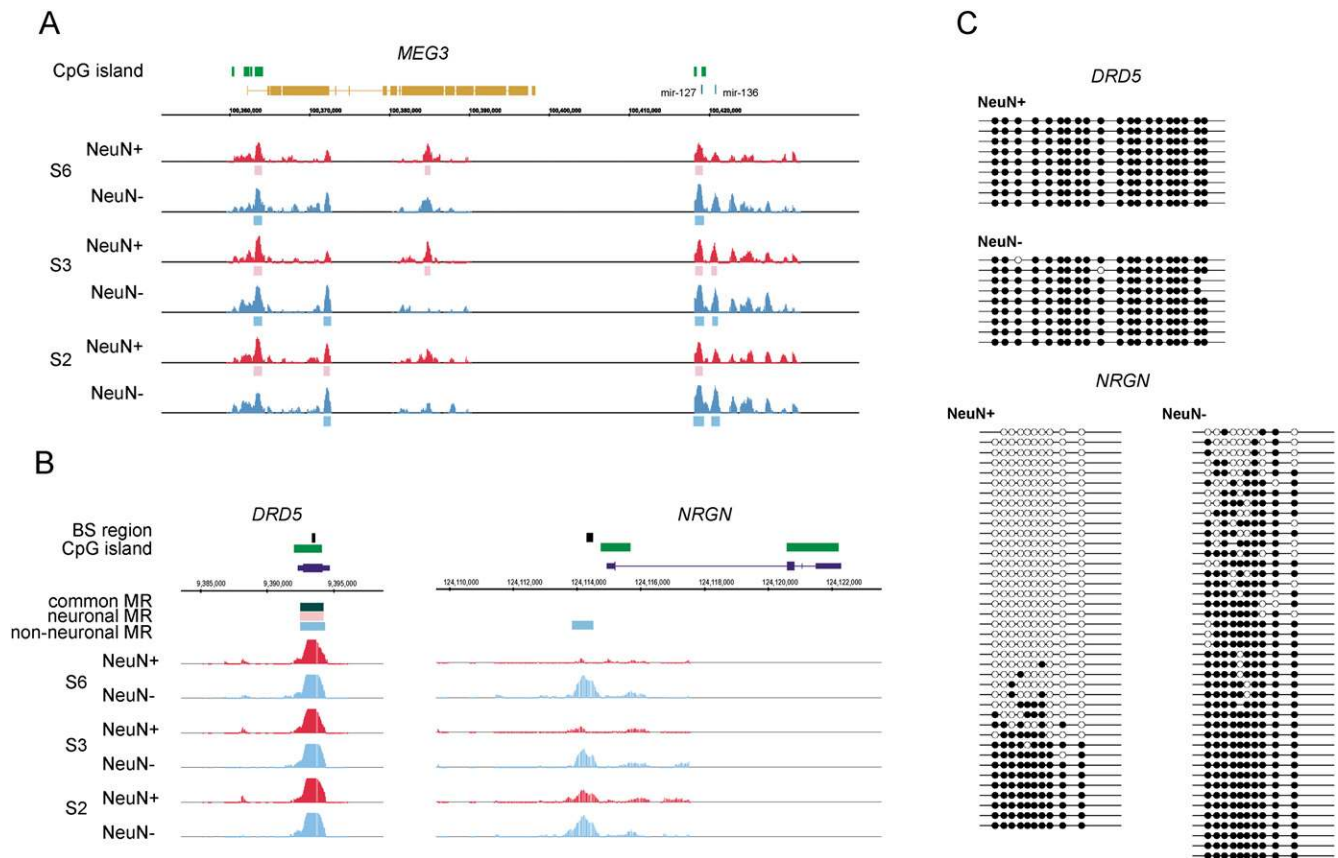 A
MEG3
CpG island
mir-127 mir-136
100,360,000 100,370,000 100,380,000 100,390,000 100,400,000 100,410,000 100,420,000
NeuN+
S6
NeuN-
NeuN+
S3
NeuN-
NeuN+
S2
NeuN-
B
DRD5 NRGN
BS region
CpG island
9,385,000 9,390,000 9,395,000
124,110,000 124,112,000 124,114,000 124,116,000 124,118,000 124,120,000 124,122,000
common MR
neuronal MR
non-neuronal MR
NeuN+
S6
NeuN-
NeuN+
S3
NeuN-
NeuN+
S2
NeuN-
C
DRD5
NeuN+
NeuN-
NRGN
NeuN+ NeuN-